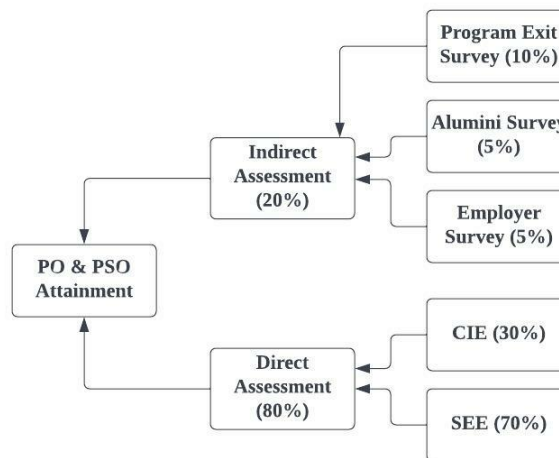 Program Exit
Survey (10%)
Alumini Survey
(5%)
Indirect
Assessment
(20%)
Employer
Survey (5%)
PO & PSO
Attainment
CIE (30%)
Direct
Assessment
(80%)
SEE (70%)